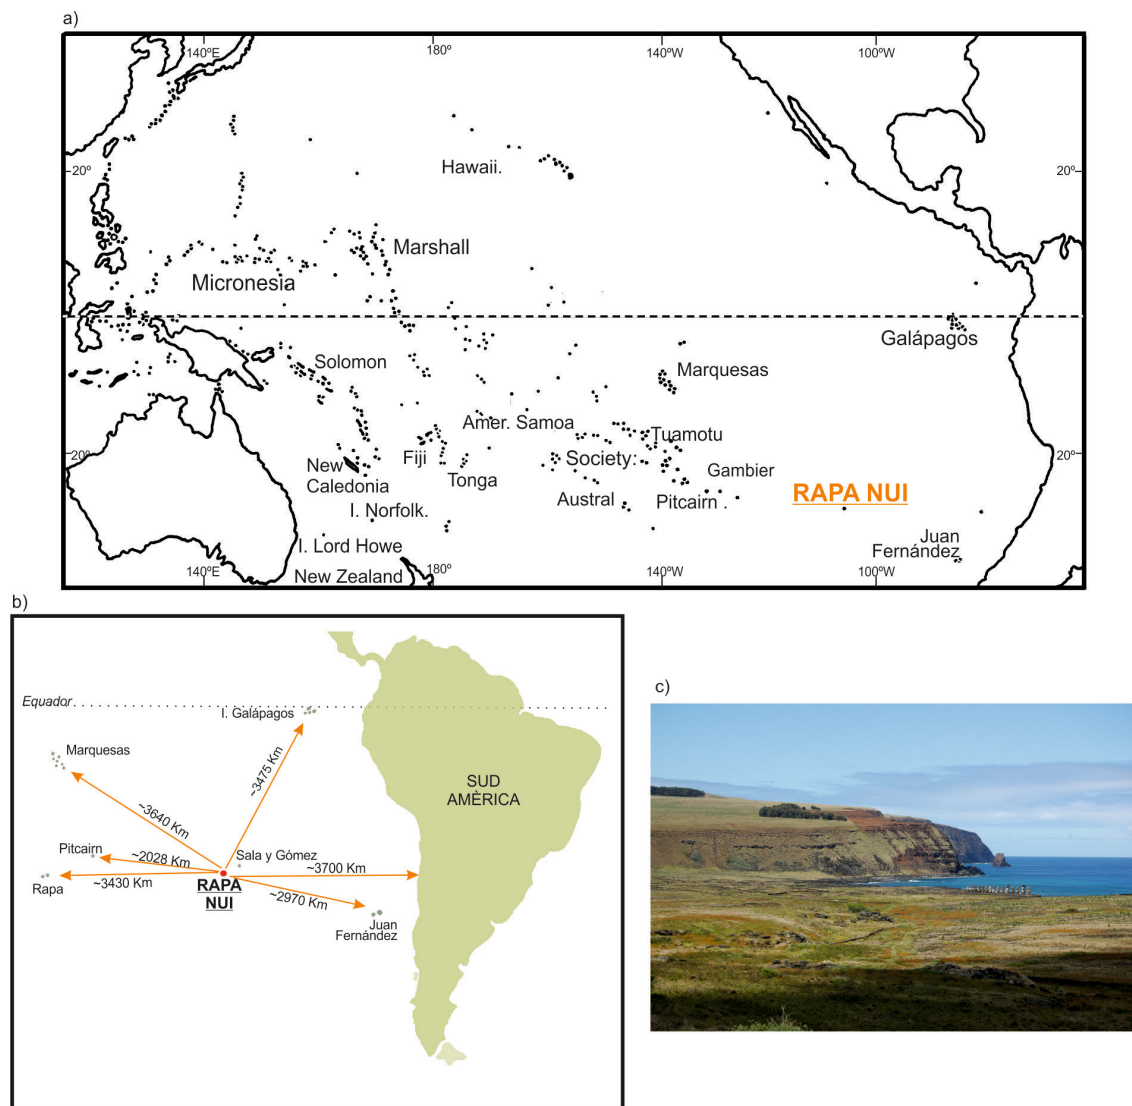 a)
140ºE
180º
140ºW
100ºW
Hawaii.
20º
20º
Marshall
Micronesia
Galápagos
Solomon
Marquesas
Amer. Samoa
Tuamotu
Fiji
Society.
20º
20º
New
Caledonia
Tonga
Gambier
Austral
Pitcairn .
RAPA NUI
I. Norfolk.
I. Lord Howe
Juan
Fernández
New Zealand
140ºE
180º
140ºW
100ºW
b)
Equador
I. Galápagos
Marquesas
~3475 Km
SUD
AMÈRICA
~3640 Km
Pitcairn
~2028 Km
Sala y Gómez
~3700 Km
Rapa
~3430 Km
RAPA
NUI
~2970 Km
Juan
Fernández
c)